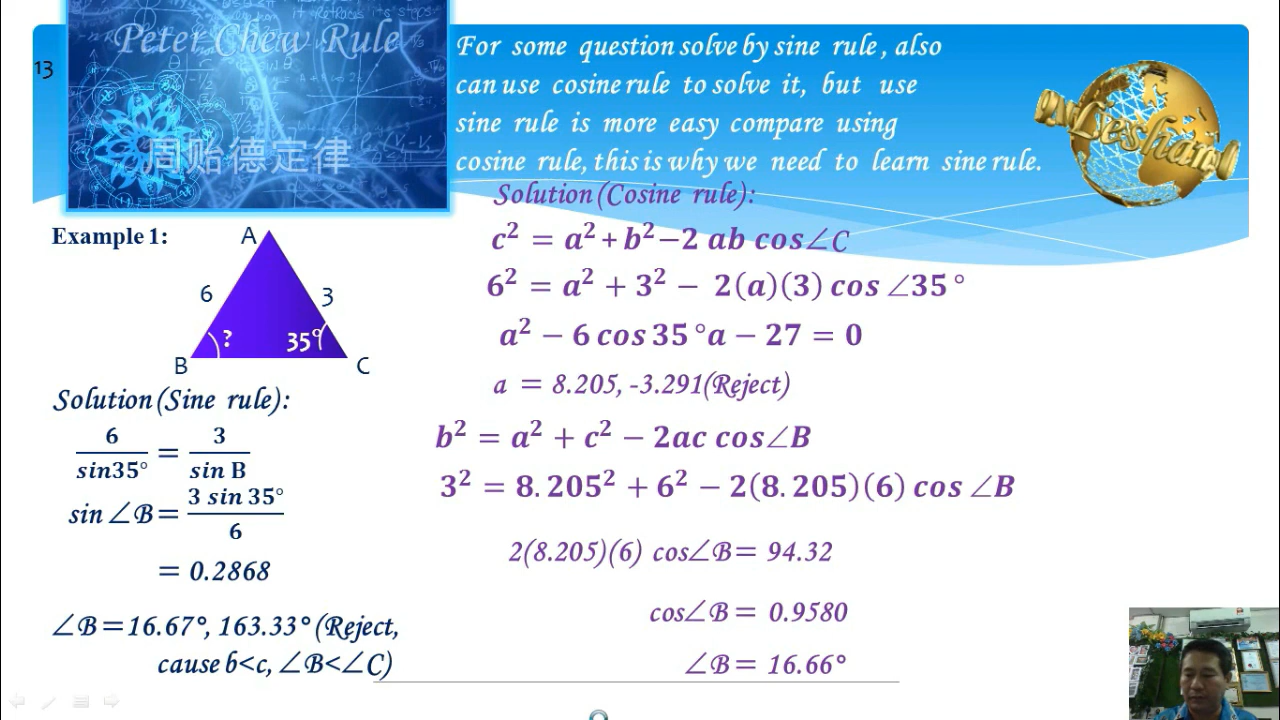 Peter Chew Rule
周贻德定律
13
For some question solve by sine rule , also
can use cosine rule to solve it, but use
sine rule is more easy compare using
cosine rule, this is why we need to learn sine rule.
Leshan
Example 1:
A
6
3
?
35°
B
C
Solution (Sine rule):
6/sin35° = 3/sin B
sin ∠B = 3 sin 35°/6
= 0.2868
∠B = 16.67°, 163.33° (Reject,
cause b<c, ∠B<∠C)
Solution (Cosine rule):
c² = a² + b² − 2 ab cos∠C
6² = a² + 3² − 2(a)(3) cos ∠35°
a² − 6 cos 35°a − 27 = 0
a = 8.205, -3.291(Reject)
b² = a² + c² − 2ac cos∠B
3² = 8.205² + 6² − 2(8.205)(6) cos ∠B
2(8.205)(6) cos∠B = 94.32
cos∠B = 0.9580
∠B = 16.66°